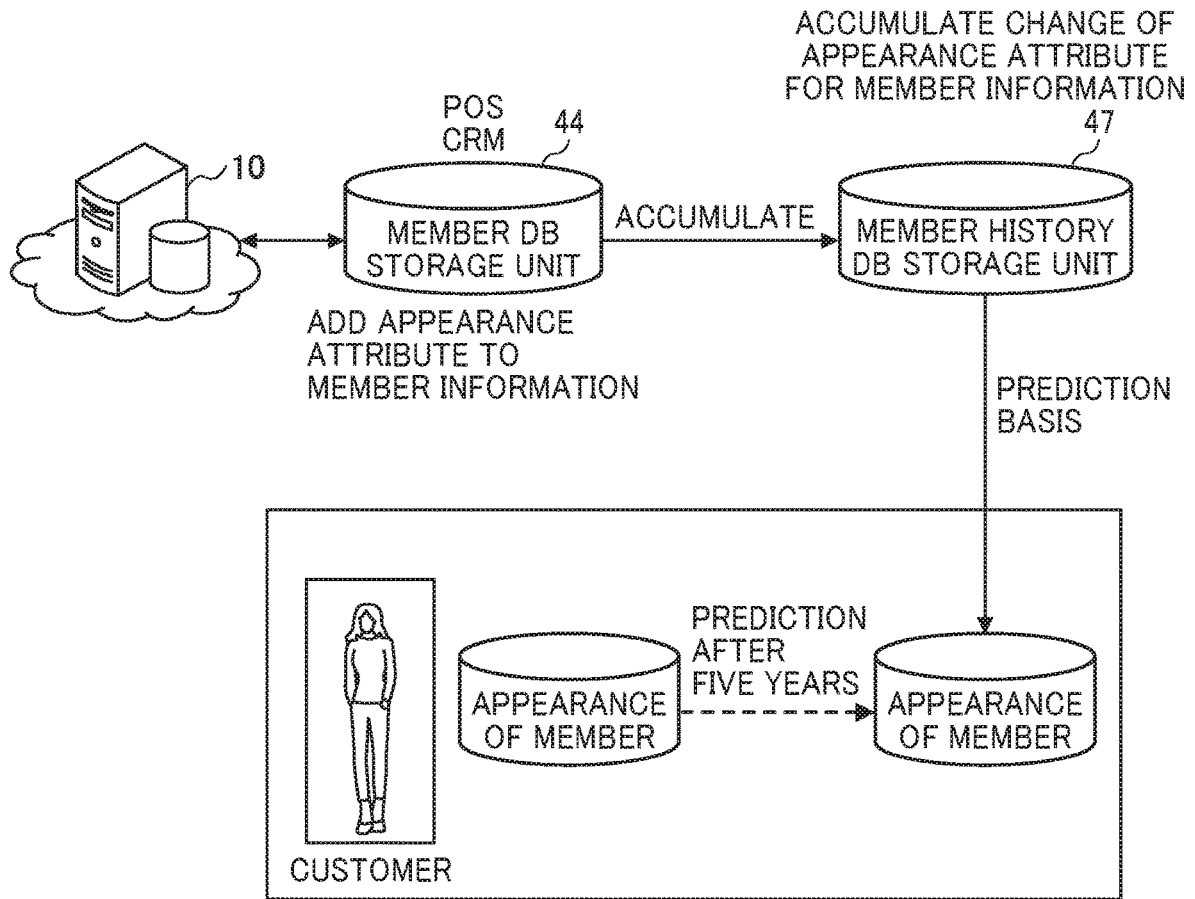 ACCUMULATE CHANGE OF
APPEARANCE ATTRIBUTE
FOR MEMBER INFORMATION
POS
CRM
44
47
10
MEMBER DB
STORAGE UNIT
ACCUMULATE
MEMBER HISTORY
DB STORAGE UNIT
ADD APPEARANCE
ATTRIBUTE TO
MEMBER INFORMATION
PREDICTION
BASIS
PREDICTION
AFTER
FIVE YEARS
APPEARANCE
OF MEMBER
APPEARANCE
OF MEMBER
CUSTOMER